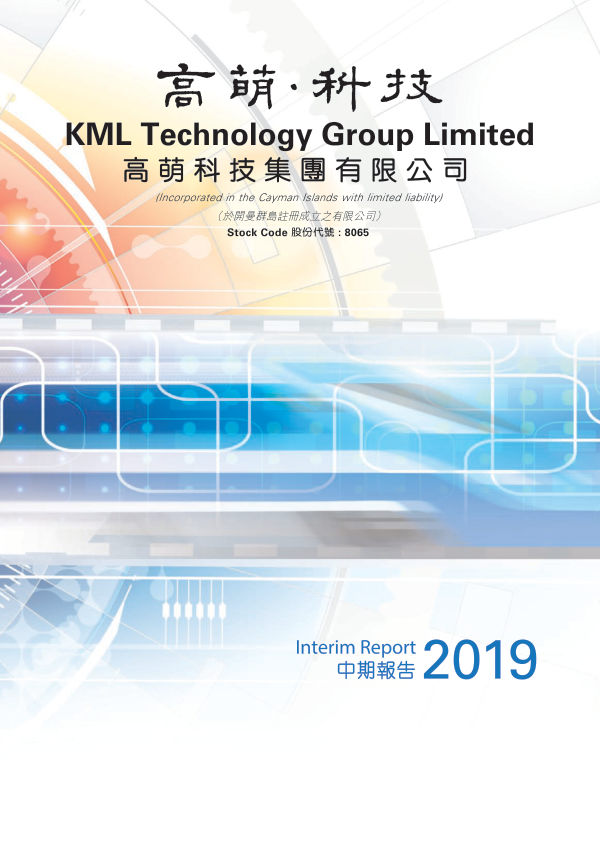 高萌·科技
KML Technology Group Limited
高萌科技集團有限公司
(Incorporated in the Cayman Islands with limited liability)
（於開曼群島註冊成立之有限公司）
Stock Code 股份代號 : 8065
Interim Report 2019
中期報告